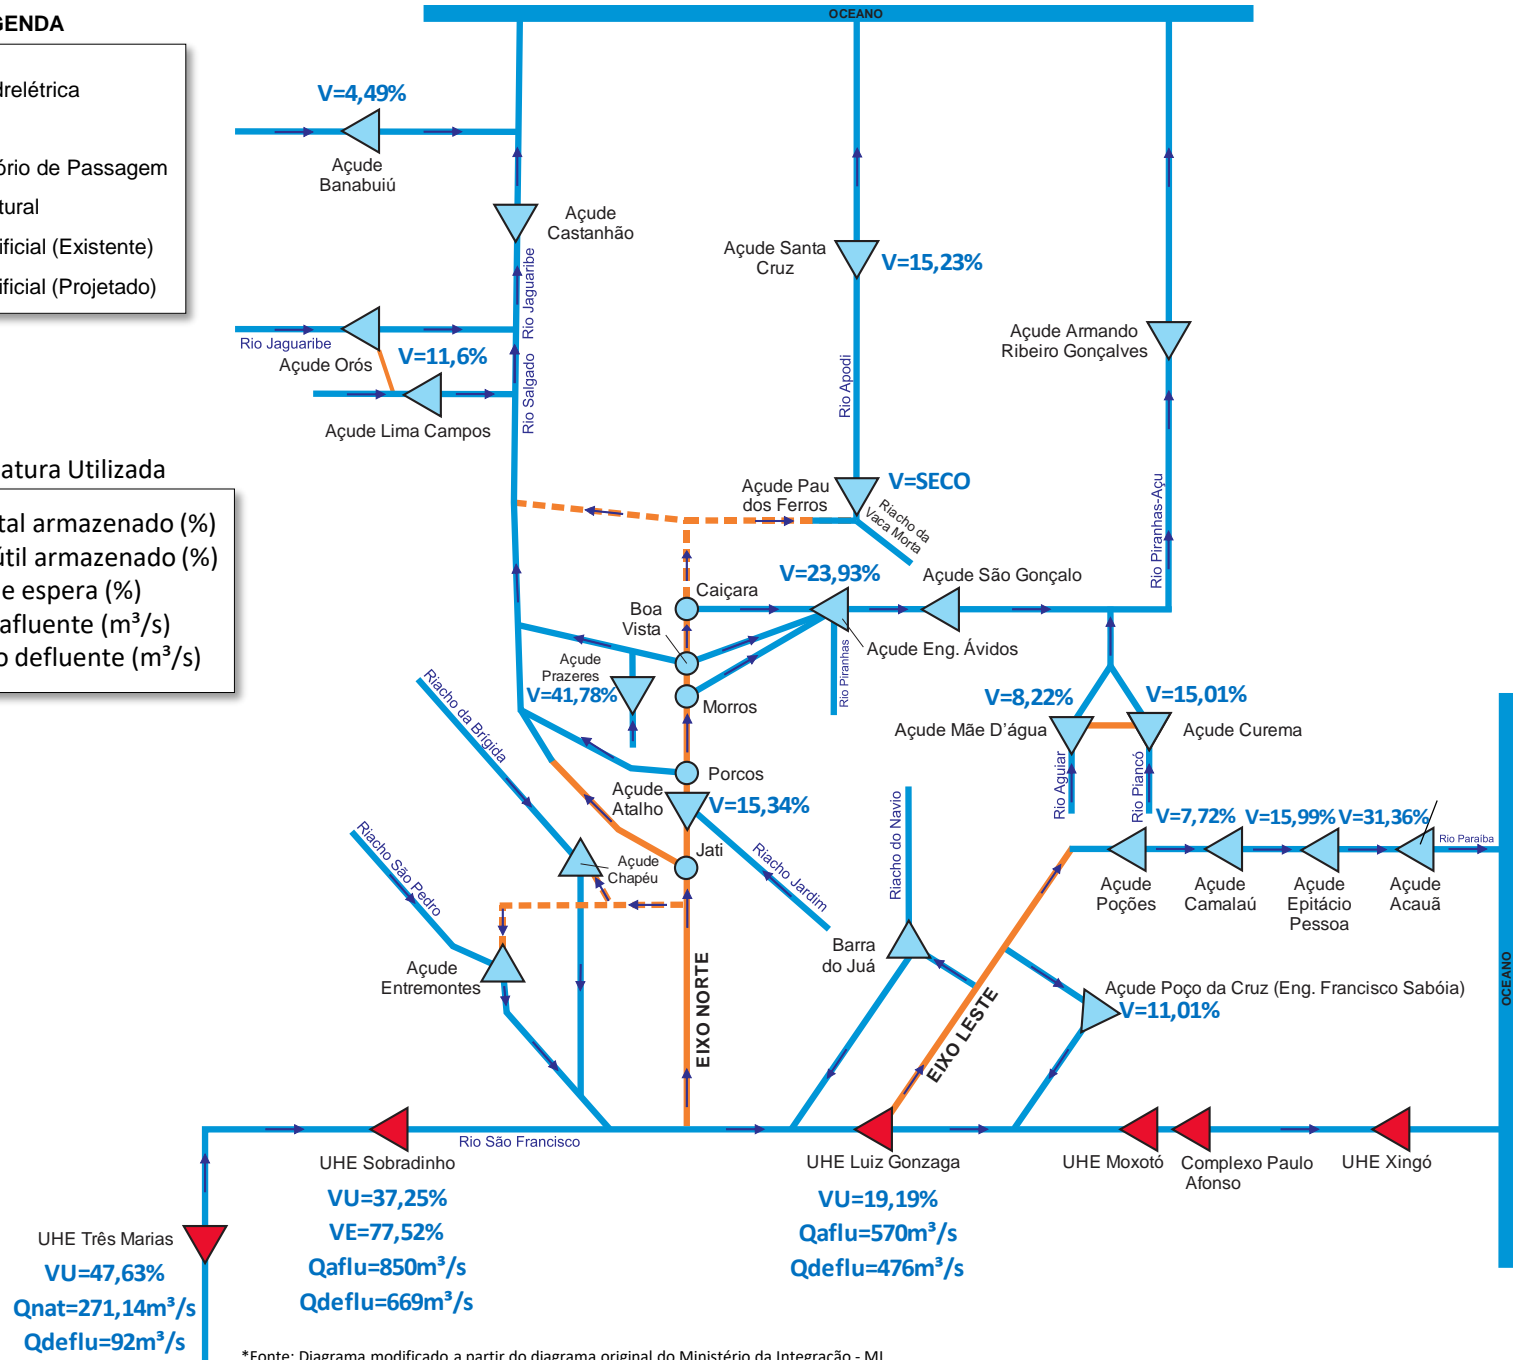 OCEANO
GENDA
drelétrica
ório de Passagem
tural
ificial (Existente)
ificial (Projetado)
V=4,49%
Açude
Banabuiú
Açude
Castanhão
Rio Jaguaribe
Açude Santa
Cruz
V=15,23%
Açude Armando
Ribeiro Gonçalves
Rio Jaguaribe
Açude Orós
V=11,6%
Rio Salgado
Rio Apodi
Açude Lima Campos
atura Utilizada
tal armazenado (%)
útil armazenado (%)
e espera (%)
afluente (m³/s)
o defluente (m³/s)
Açude Pau
dos Ferros
V=SECO
Riacho da
Vaca Morta
Rio Piranhas-Açu
V=23,93%
Açude São Gonçalo
Caiçara
Boa
Vista
Açude Eng. Ávidos
Rio Piranhas
Açude
Prazeres
V=41,78%
Morros
Riacho da Brígida
V=8,22%
V=15,01%
Açude Mãe D'água
Açude Curema
Rio Aguiar
Rio Piancó
Porcos
Açude
Atalho
V=15,34%
Riacho do Navio
V=7,72%
V=15,99%
V=31,36%
Rio Paraíba
Riacho São Pedro
Jati
Açude
Chapéu
Riacho Jardim
Açude
Poções
Açude
Camalaú
Açude
Epitácio
Pessoa
Açude
Acauã
Barra
do Juá
Açude
Entremontes
EIXO NORTE
EIXO LESTE
Açude Poço da Cruz (Eng. Francisco Sabóia)
V=11,01%
OCEANO
Rio São Francisco
UHE Sobradinho
VU=37,25%
VE=77,52%
Qaflu=850m³/s
Qdeflu=669m³/s
UHE Luiz Gonzaga
VU=19,19%
Qaflu=570m³/s
Qdeflu=476m³/s
UHE Moxotó
Complexo Paulo
Afonso
UHE Xingó
UHE Três Marias
VU=47,63%
Qnat=271,14m³/s
Qdeflu=92m³/s
*Fonte: Diagrama modificado a partir do diagrama original do Ministério da Integração - MI